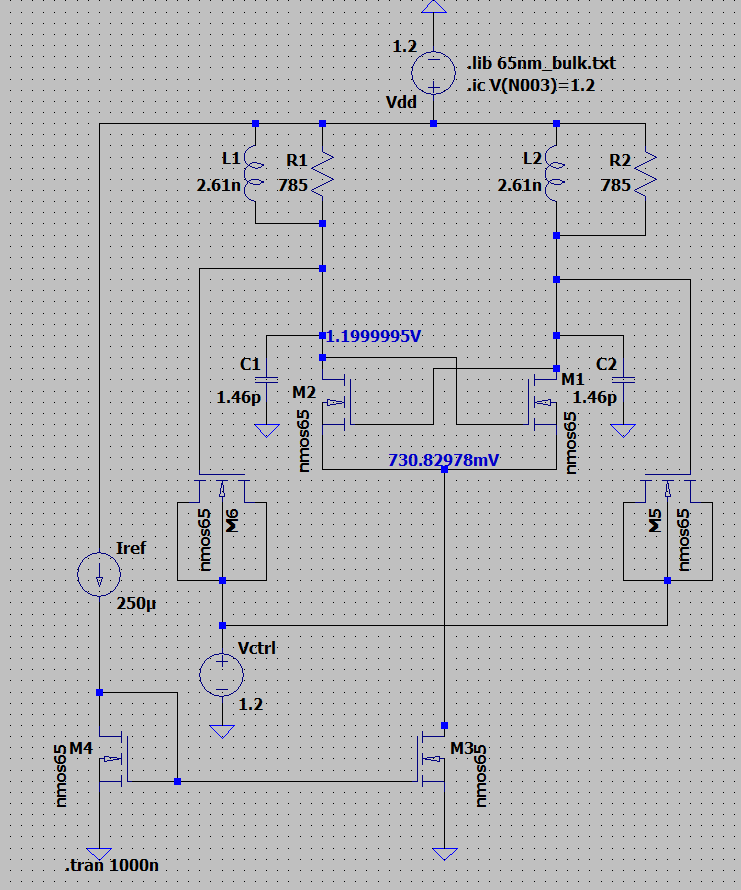 1.2
.lib 65nm_bulk.txt
.ic V(N003)=1.2
Vdd
L1
R1
2.61n
785
L2
R2
2.61n
785
1.1999995V
C1
1.46p
M2
nmos65
M1
C2
1.46p
nmos65
730.82978mV
nmos65
M6
M5
nmos65
Iref
250µ
Vctrl
1.2
M4
nmos65
M3
nmos65
.tran 1000n